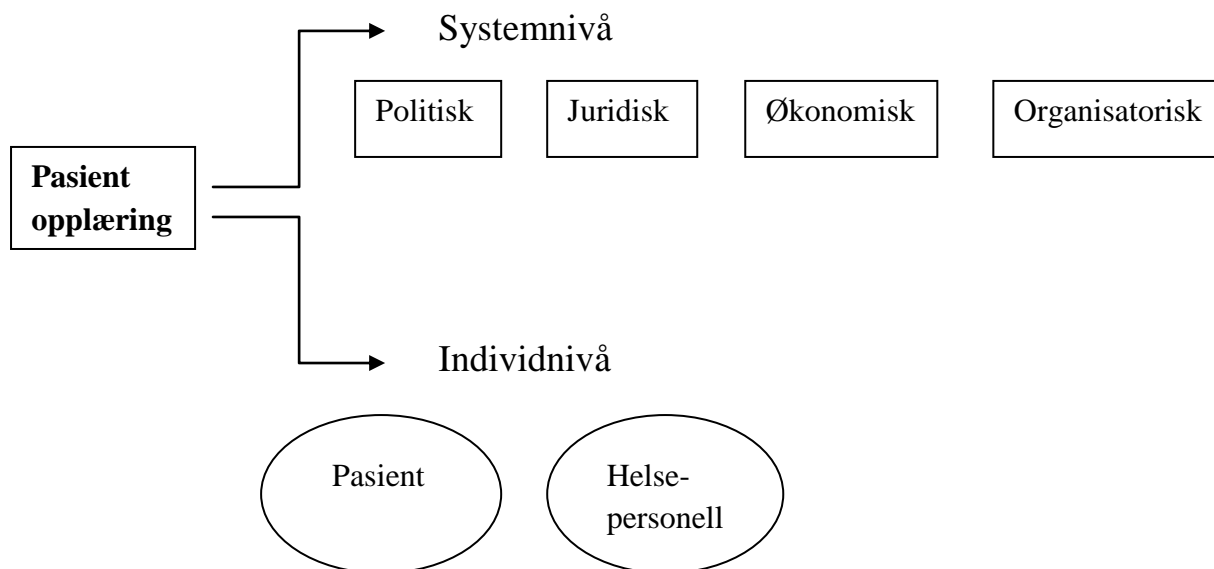 Systemnivå
Politisk
Juridisk
Økonomisk
Organisatorisk
Pasient
opplæring
Individnivå
Pasient
Helse-
personell